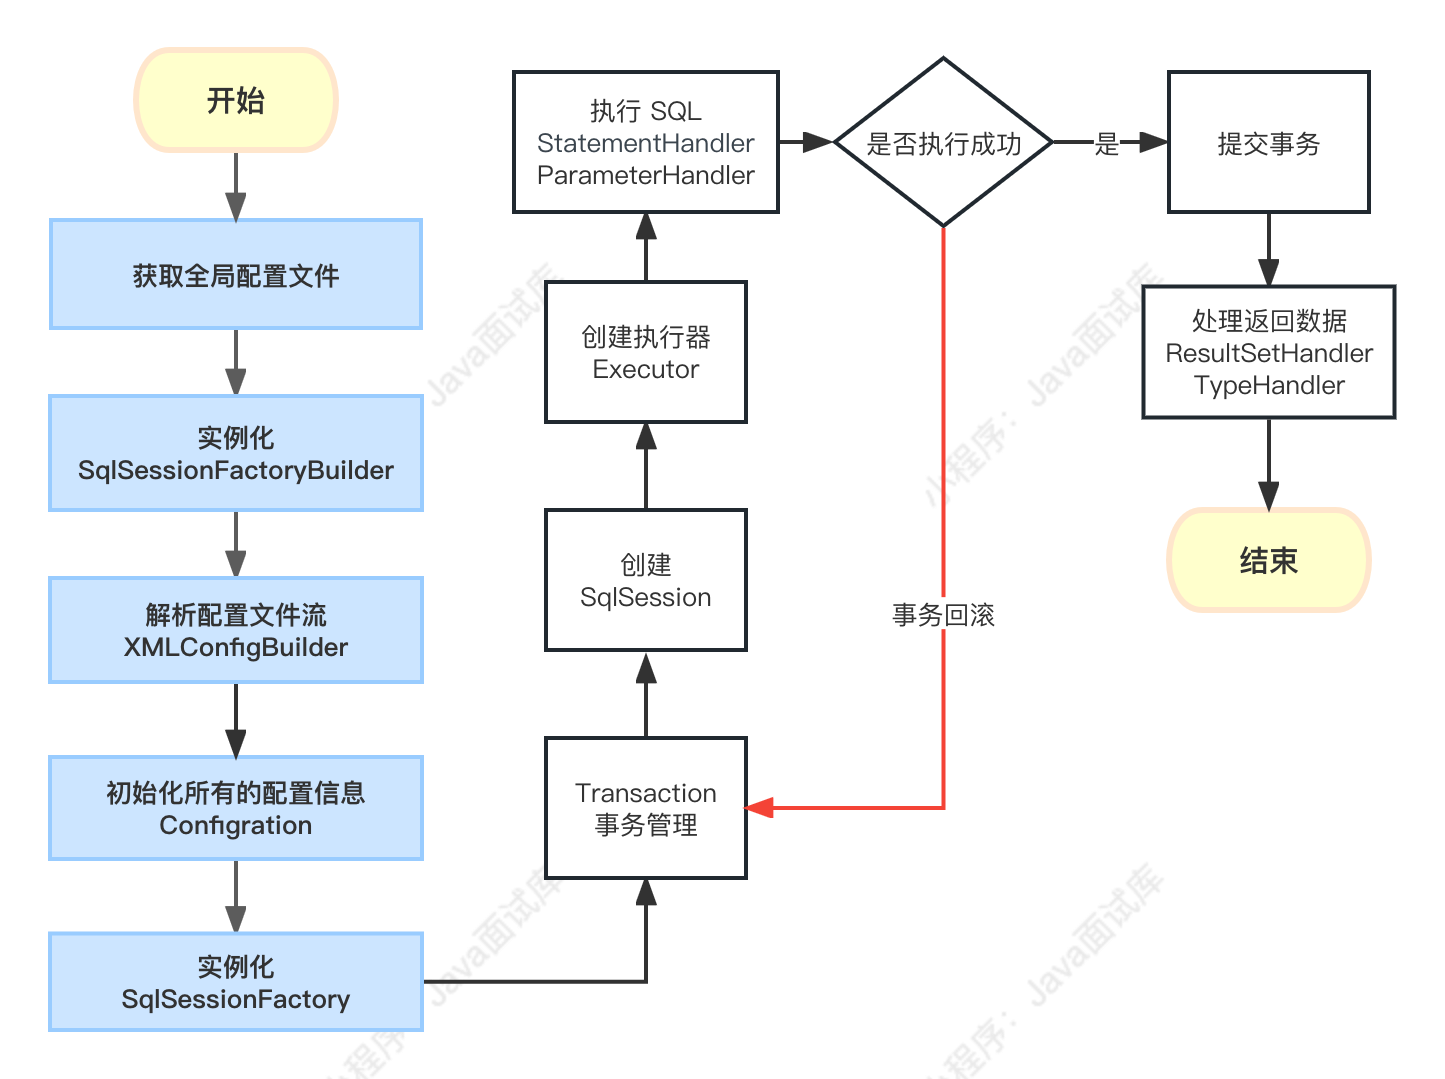 开始
获取全局配置文件
实例化
SqlSessionFactoryBuilder
解析配置文件流
XMLConfigBuilder
初始化所有的配置信息
Configration
实例化
SqlSessionFactory
Transaction
事务管理
创建
SqlSession
创建执行器
Executor
执行 SQL
StatementHandler
ParameterHandler
是否执行成功
是
事务回滚
提交事务
处理返回数据
ResultSetHandler
TypeHandler
结束
Java面试库
小程序：Java面试库
小程序：Java面试库
小程序：Java面试库